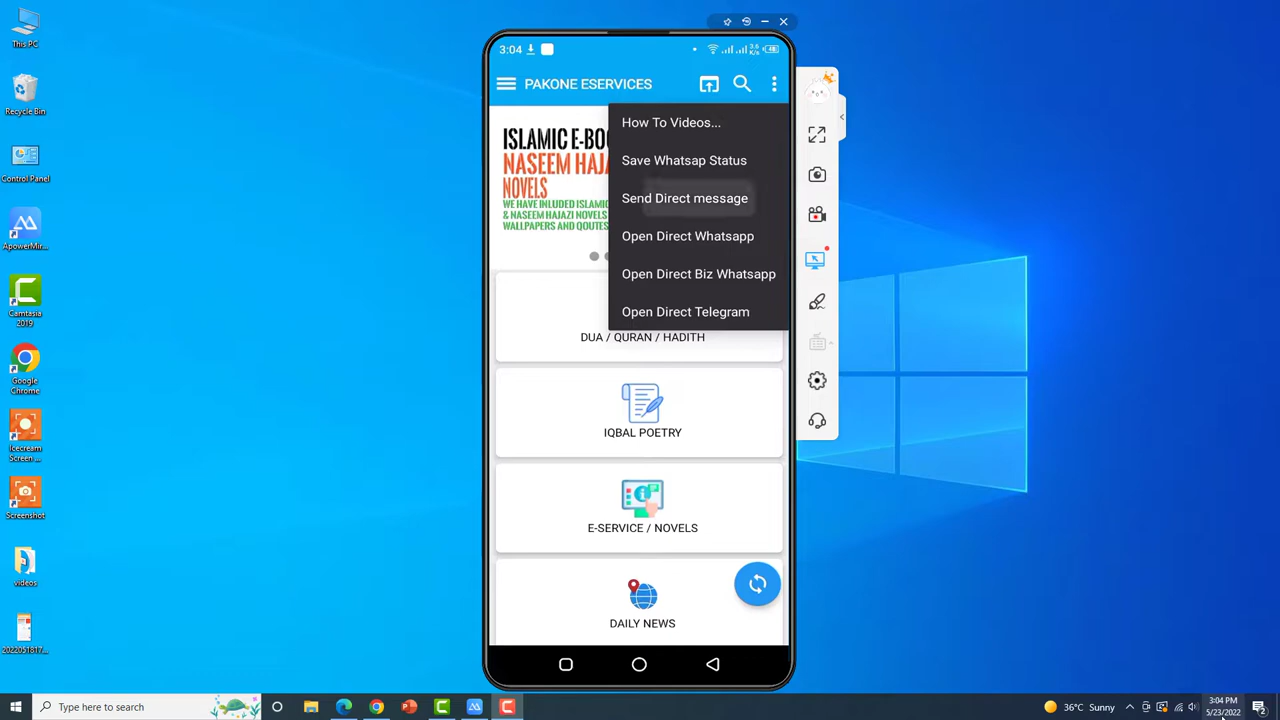 This PC
Recycle Bin
Control Panel
ApowerMir...
Camtasia
2019
Google
Chrome
Icecream
Screen ...
Screenshot
videos
2022051817...
3:04
PAKONE ESERVICES
ISLAMIC E-BOO
NASEEM HAJA
NOVELS
WE HAVE INLUDED ISLAMIC
& NASEEM HAJAZI NOVELS
WALLPAPERS AND QOUTES
How To Videos...
Save Whatsap Status
Send Direct message
Open Direct Whatsapp
Open Direct Biz Whatsapp
Open Direct Telegram
DUA / QURAN / HADITH
IQBAL POETRY
E-SERVICE / NOVELS
DAILY NEWS
Type here to search
36°C Sunny
3:04 PM
5/23/2022